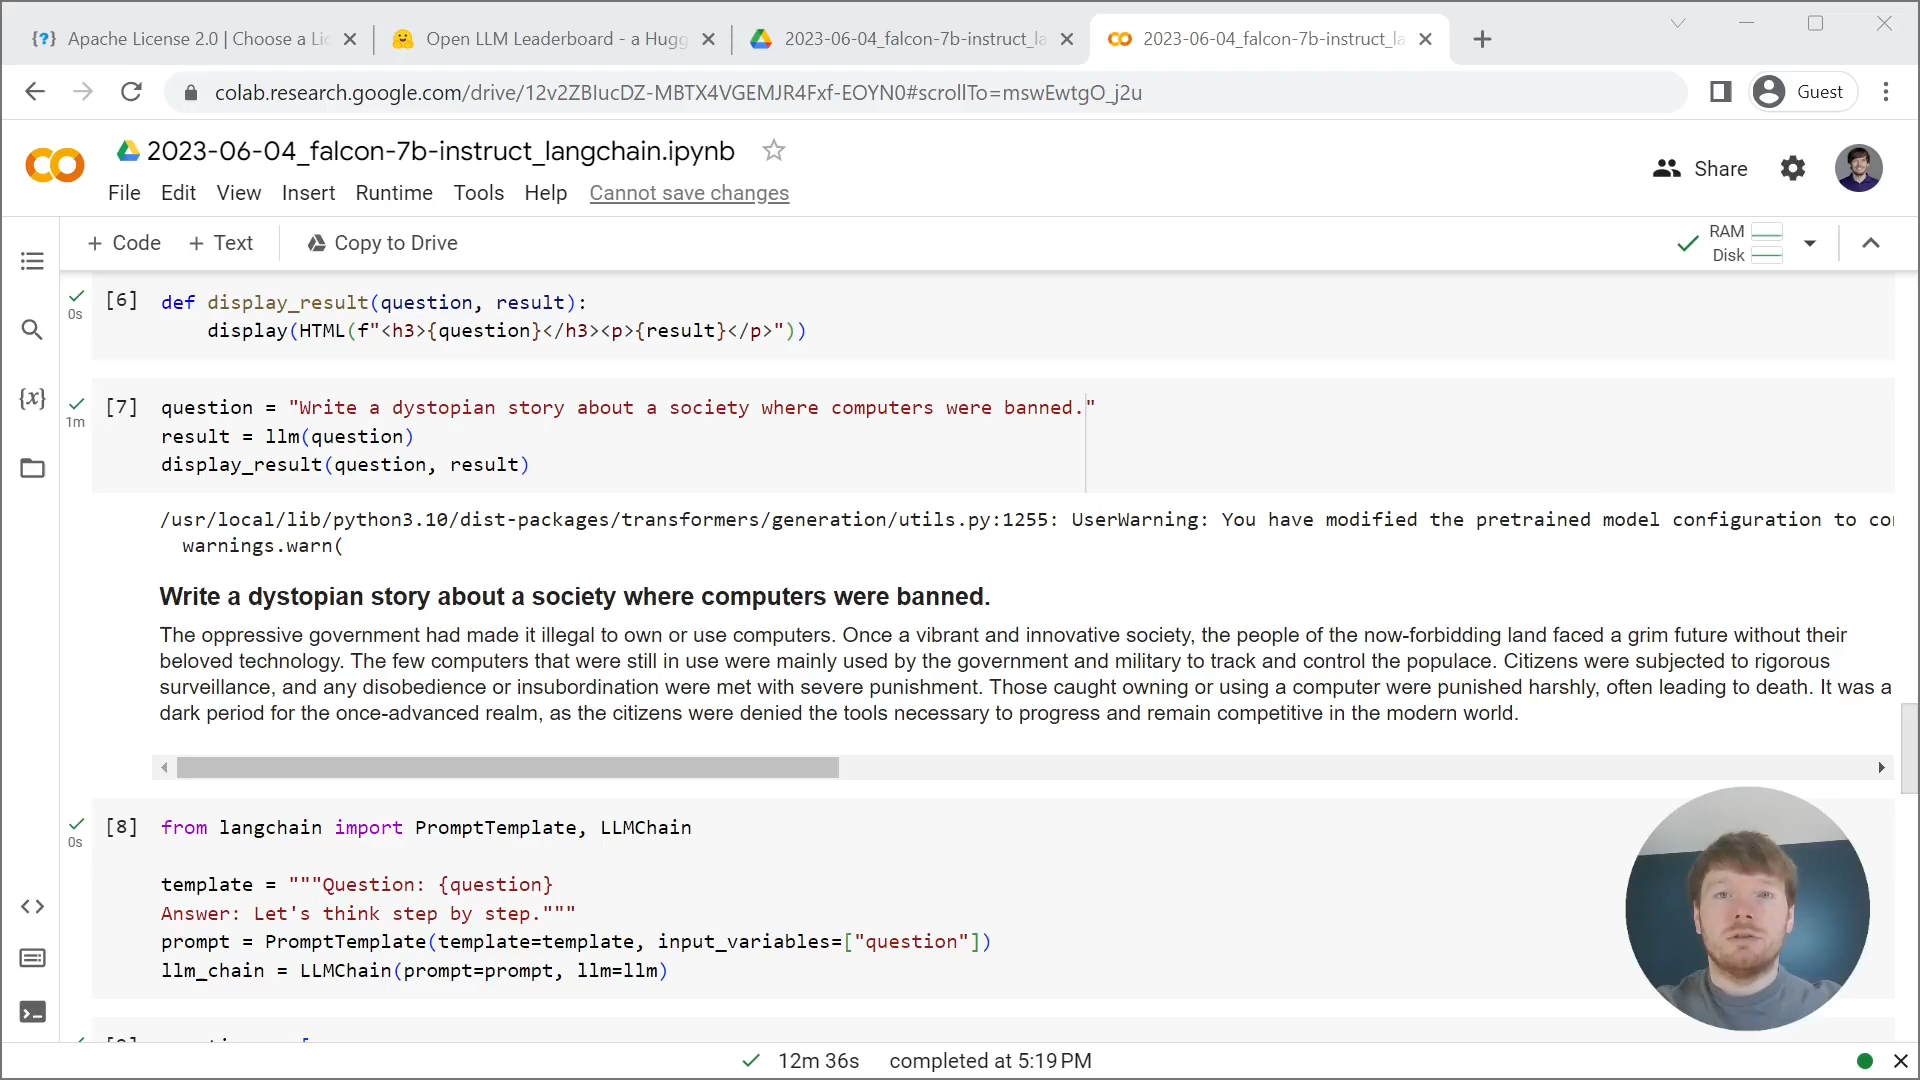 Apache License 2.0 | Choose a Lic
Open LLM Leaderboard - a Hugg
2023-06-04_falcon-7b-instruct_la
2023-06-04_falcon-7b-instruct_la
colab.research.google.com/drive/12v2ZBIucDZ-MBTX4VGEMJR4Fxf-EOYN0#scrollTo=mswEwtgO_j2u
Guest
2023-06-04_falcon-7b-instruct_langchain.ipynb
Share
File Edit View Insert Runtime Tools Help Cannot save changes
+ Code + Text Copy to Drive
RAM
Disk
[6] def display_result(question, result):
0s
display(HTML(f"<h3>{question}</h3><p>{result}</p>"))
[7] question = "Write a dystopian story about a society where computers were banned."
1m
result = llm(question)
display_result(question, result)
/usr/local/lib/python3.10/dist-packages/transformers/generation/utils.py:1255: UserWarning: You have modified the pretrained model configuration to con
warnings.warn(
Write a dystopian story about a society where computers were banned.
The oppressive government had made it illegal to own or use computers. Once a vibrant and innovative society, the people of the now-forbidding land faced a grim future without their
beloved technology. The few computers that were still in use were mainly used by the government and military to track and control the populace. Citizens were subjected to rigorous
surveillance, and any disobedience or insubordination were met with severe punishment. Those caught owning or using a computer were punished harshly, often leading to death. It was a
dark period for the once-advanced realm, as the citizens were denied the tools necessary to progress and remain competitive in the modern world.
[8] from langchain import PromptTemplate, LLMChain
0s
template = """Question: {question}
Answer: Let's think step by step."""
prompt = PromptTemplate(template=template, input_variables=["question"])
llm_chain = LLMChain(prompt=prompt, llm=llm)
12m 36s completed at 5:19 PM